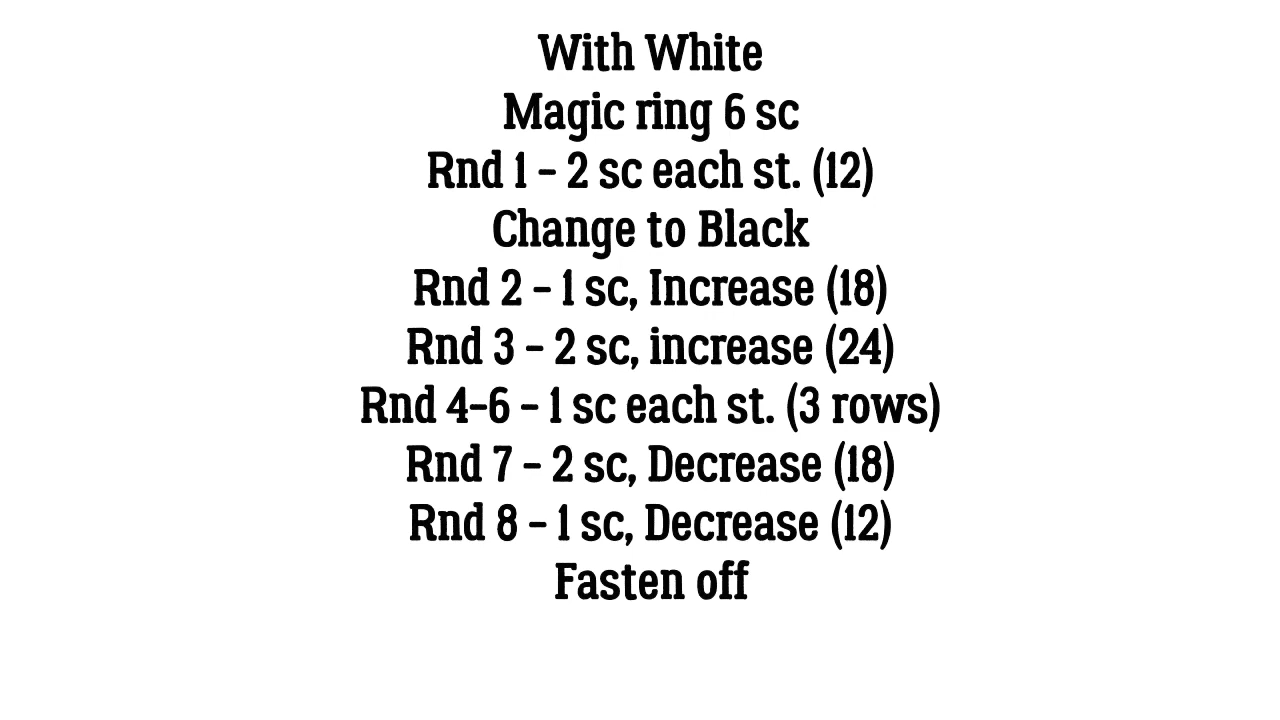 With White
Magic ring 6 sc
Rnd 1 - 2 sc each st. (12)
Change to Black
Rnd 2 - 1 sc, Increase (18)
Rnd 3 - 2 sc, increase (24)
Rnd 4-6 - 1 sc each st. (3 rows)
Rnd 7 - 2 sc, Decrease (18)
Rnd 8 - 1 sc, Decrease (12)
Fasten off